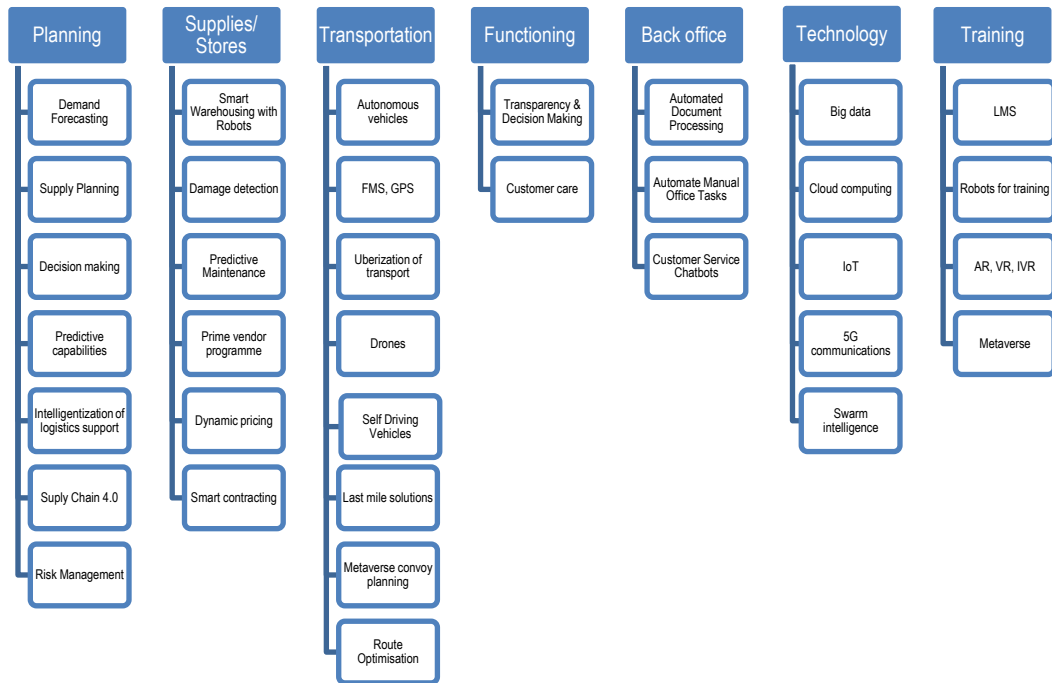 Planning
Demand
Forecasting
Supply Planning
Decision making
Predictive
capabilities
Intelligentization of
logistics support
Suply Chain 4.0
Risk Management
Supplies/
Stores
Smart
Warehousing with
Robots
Damage detection
Predictive
Maintenance
Prime vendor
programme
Dynamic pricing
Smart contracting
Transportation
Autonomous
vehicles
FMS, GPS
Uberization of
transport
Drones
Self Driving
Vehicles
Last mile solutions
Metaverse convoy
planning
Route
Optimisation
Functioning
Transparency &
Decision Making
Customer care
Back office
Automated
Document
Processing
Automate Manual
Office Tasks
Customer Service
Chatbots
Technology
Big data
Cloud computing
IoT
5G
communications
Swarm
intelligence
Training
LMS
Robots for training
AR, VR, IVR
Metaverse